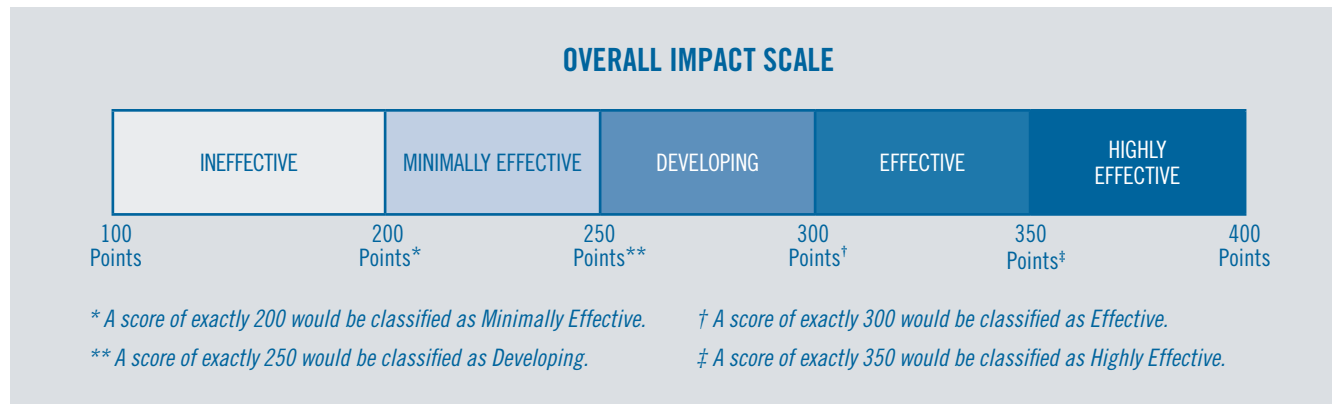 OVERALL IMPACT SCALE
INEFFECTIVE
MINIMALLY EFFECTIVE
DEVELOPING
EFFECTIVE
HIGHLY
EFFECTIVE
100
Points
200
Points*
250
Points**
300
Points†
350
Points‡
400
Points
* A score of exactly 200 would be classified as Minimally Effective.
** A score of exactly 250 would be classified as Developing.
† A score of exactly 300 would be classified as Effective.
‡ A score of exactly 350 would be classified as Highly Effective.